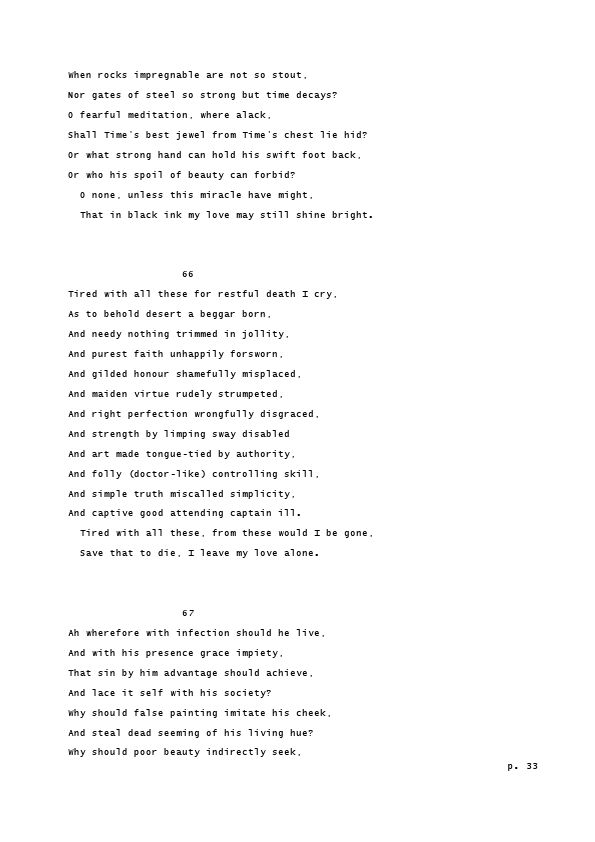 When rocks impregnable are not so stout,
Nor gates of steel so strong but time decays?
O fearful meditation, where alack,
Shall Time's best jewel from Time's chest lie hid?
Or what strong hand can hold his swift foot back,
Or who his spoil of beauty can forbid?
O none, unless this miracle have might,
That in black ink my love may still shine bright.
66
Tired with all these for restful death I cry,
As to behold desert a beggar born,
And needy nothing trimmed in jollity,
And purest faith unhappily forsworn,
And gilded honour shamefully misplaced,
And maiden virtue rudely strumpeted,
And right perfection wrongfully disgraced,
And strength by limping sway disabled
And art made tongue-tied by authority,
And folly (doctor-like) controlling skill,
And simple truth miscalled simplicity,
And captive good attending captain ill.
Tired with all these, from these would I be gone,
Save that to die, I leave my love alone.
67
Ah wherefore with infection should he live,
And with his presence grace impiety,
That sin by him advantage should achieve,
And lace it self with his society?
Why should false painting imitate his cheek,
And steal dead seeming of his living hue?
Why should poor beauty indirectly seek,
p. 33